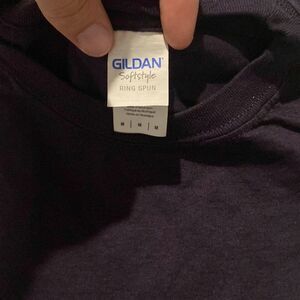 GILDAN
Softstyle
RING SPUN
M M M